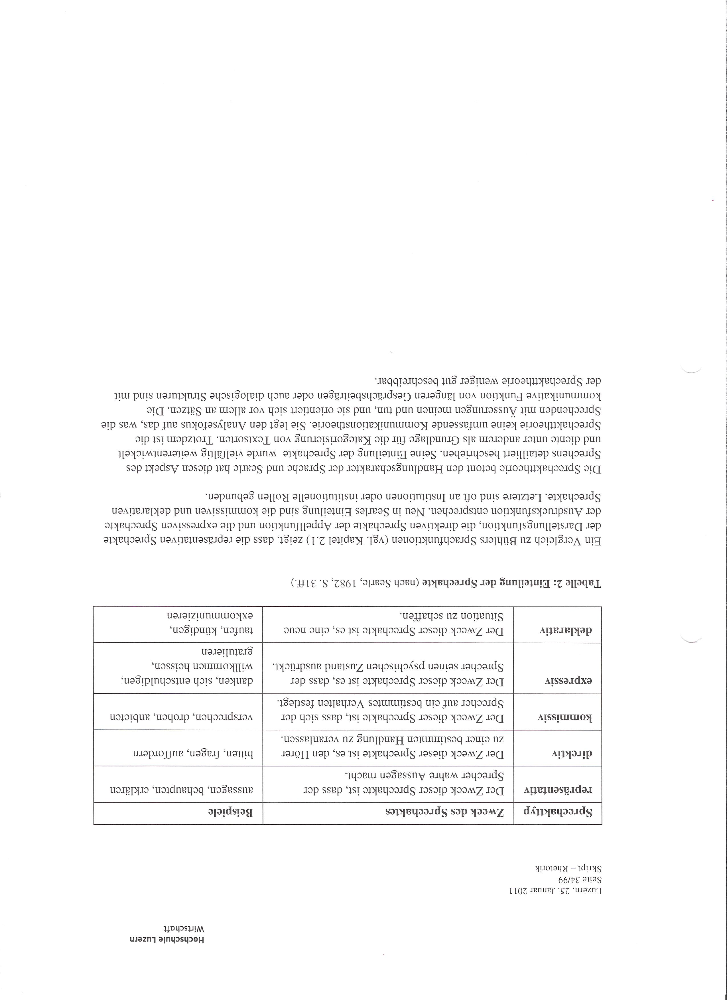 Hochschule Luzern
Wirtschaft
Luzern, 25. Januar 2011
Seite 34/99
Skript – Rhetorik
Sprechakttyp Zweck des Sprechaktes Beispiele
repräsentativ Der Zweck dieser Sprechakte ist, dass der aussagen, behaupten, erklären
Sprecher wahre Aussagen macht.
direktiv Der Zweck dieser Sprechakte ist es, den Hörer bitten, fragen, auffordern
zu einer bestimmten Handlung zu veranlassen.
kommissiv Der Zweck dieser Sprechakte ist, dass sich der versprechen, drohen, anbieten
Sprecher auf ein bestimmtes Verhalten festlegt.
expressiv Der Zweck dieser Sprechakte ist es, dass der danken, sich entschuldigen;
Sprecher seinen psychischen Zustand ausdrückt. willkommen heissen,
gratulieren
deklarativ Der Zweck dieser Sprechakte ist es, eine neue taufen, kündigen,
Situation zu schaffen. exkommunizieren
Tabelle 2: Einteilung der Sprechakte (nach Searle, 1982, S. 31ff.)
Ein Vergleich zu Bühlers Sprachfunktionen (vgl. Kapitel 2.1) zeigt, dass die repräsentativen Sprechakte
der Darstellungsfunktion, die direktiven Sprechakte der Appellfunktion und die expressiven Sprechakte
der Ausdrucksfunktion entsprechen. Neu in Searles Einteilung sind die kommissiven und deklarativen
Sprechakte. Letztere sind oft an Institutionen oder institutionelle Rollen gebunden.
Die Sprechakttheorie betont den Handlungscharakter der Sprache und Searle hat diesen Aspekt des
Sprechens detailliert beschrieben. Seine Einteilung der Sprechakte wurde vielfältig weiterentwickelt
und diente unter anderem als Grundlage für die Kategorisierung von Textsorten. Trotzdem ist die
Sprechakttheorie keine umfassende Kommunikationstheorie. Sie legt den Analysefokus auf das, was die
Sprechenden mit Äusserungen meinen und tun, und sie orientiert sich vor allem an Sätzen. Die
kommunikative Funktion von längeren Gesprächsbeiträgen oder auch dialogische Strukturen sind mit
der Sprechakttheorie weniger gut beschreibbar.